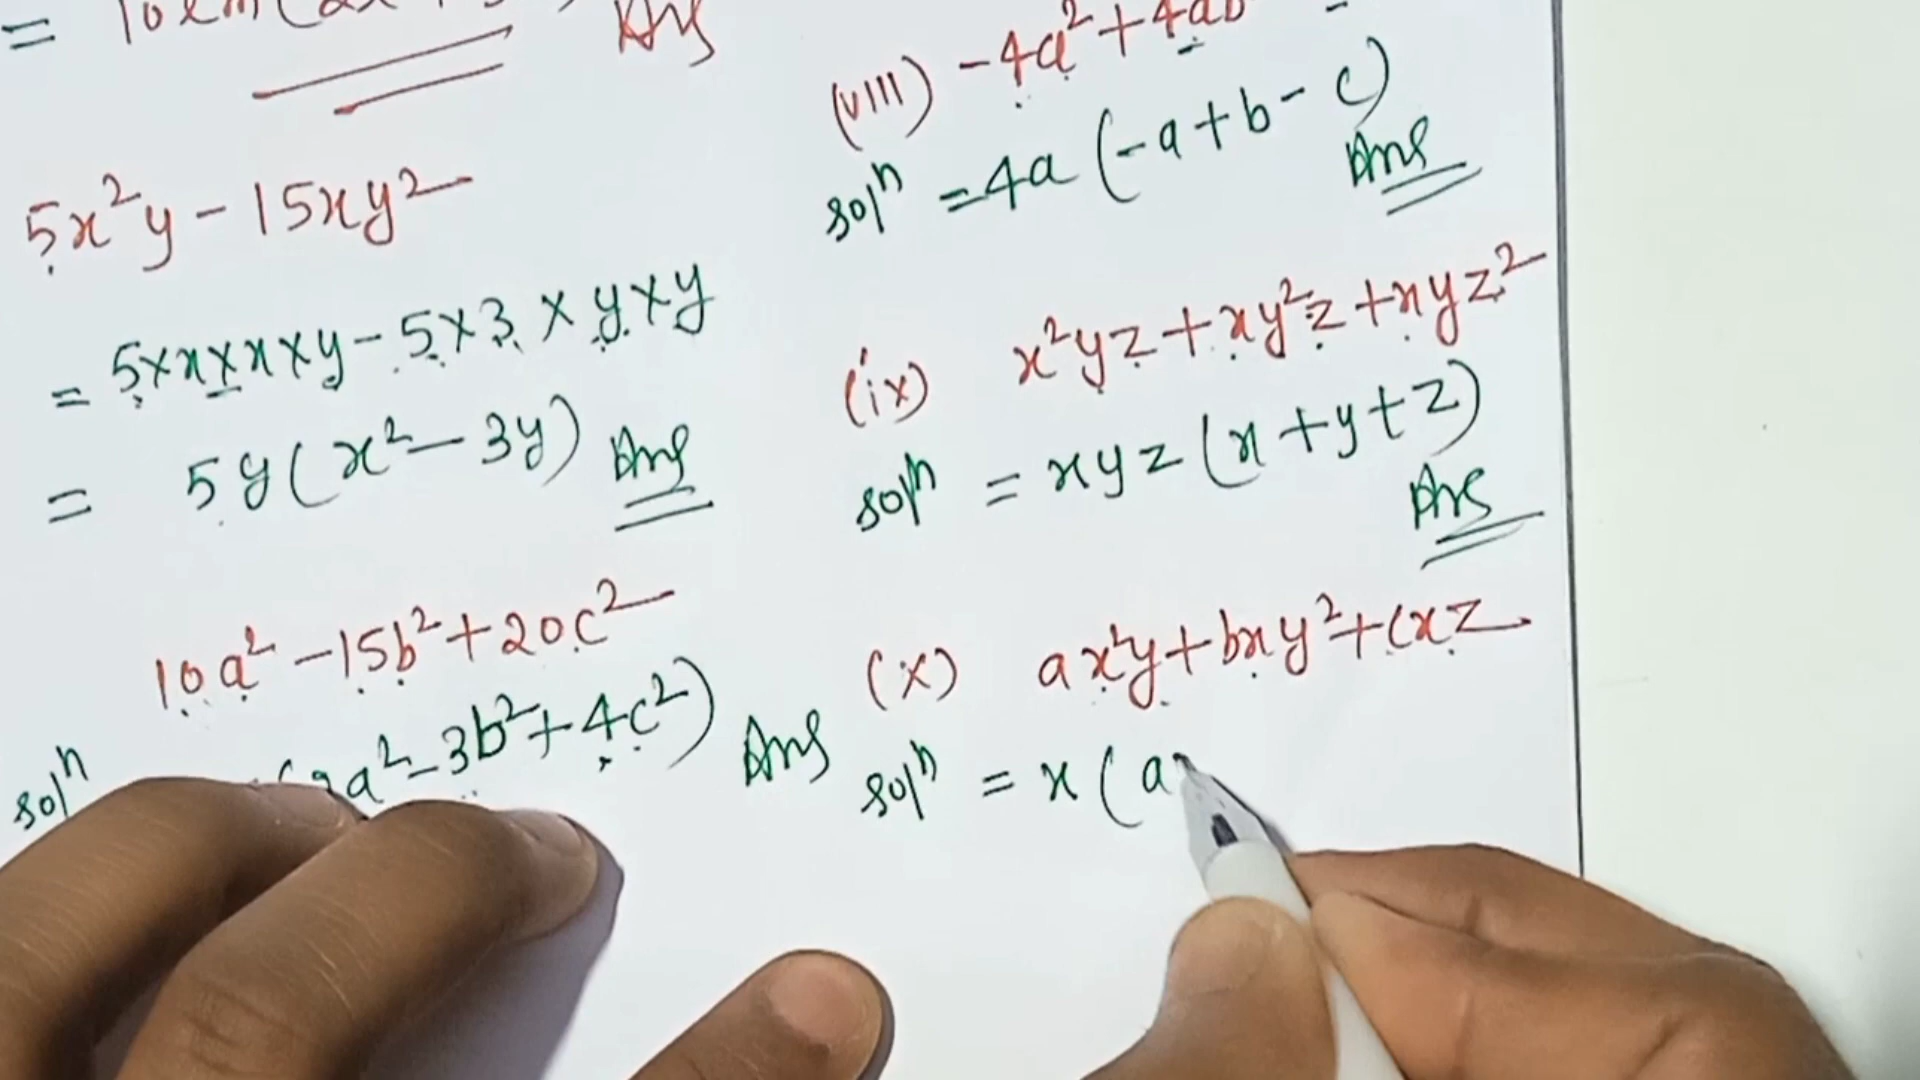 Ans
5x²y - 15xy²
= 5×x×x×y - 5×3×y×y
= 5y(x² - 3y) Ans
10a² - 15b² + 20c²
solⁿ a² - 3b² + 4c²) Ans
(viii) -4a² + 4ab
solⁿ = 4a (-a + b - c)
Ans
(ix) x²yz + xy²z + xyz²
solⁿ = xyz (x + y + z)
Ans
(x) ax²y + bxy² + cxz
solⁿ = x (a